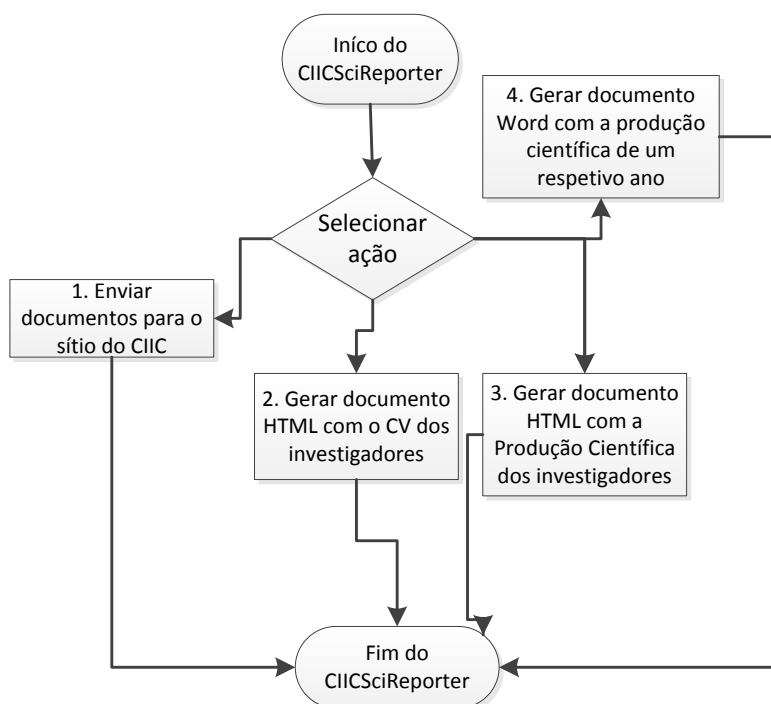 Iníco do
CIICSciReporter
4. Gerar documento
Word com a produção
científica de um
respetivo ano
Selecionar
ação
1. Enviar
documentos para o
sítio do CIIC
2. Gerar documento
HTML com o CV dos
investigadores
3. Gerar documento
HTML com a
Produção Científica
dos investigadores
Fim do
CIICSciReporter